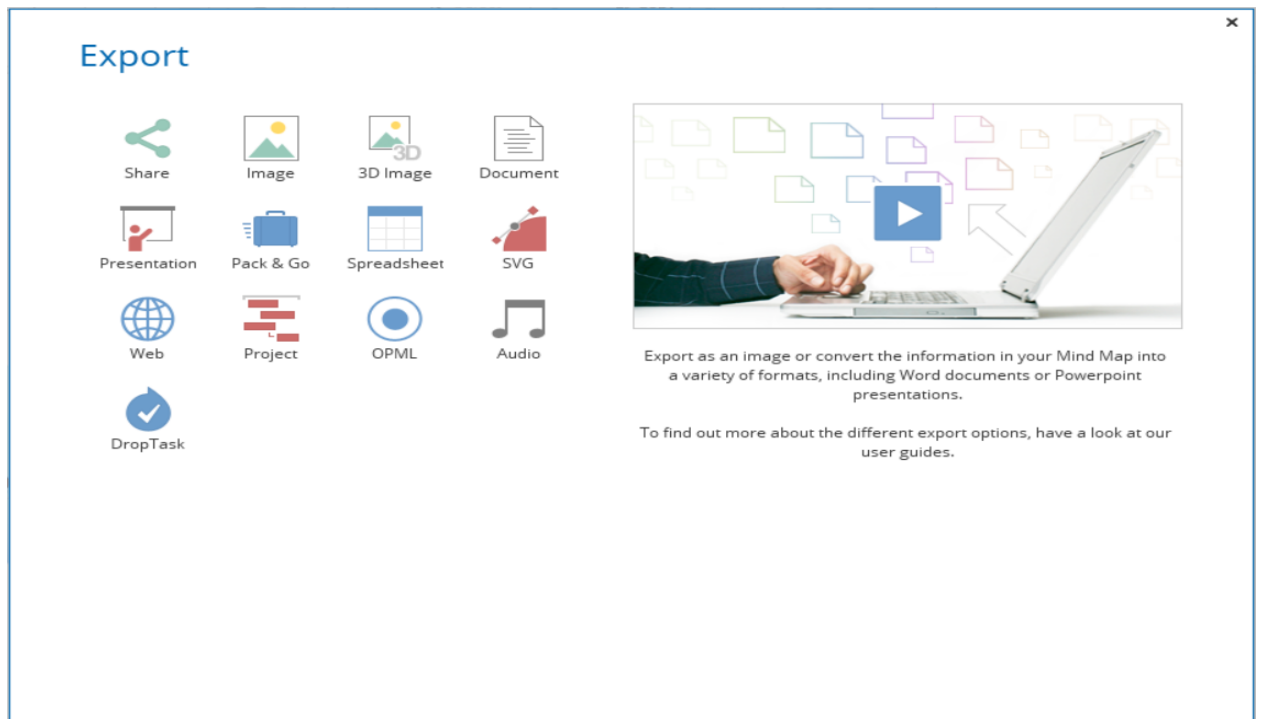 Export
Share
Image
3D
3D Image
Document
Presentation
Pack & Go
Spreadsheet
SVG
Web
Project
OPML
Audio
DropTask
Export as an image or convert the information in your Mind Map into
a variety of formats, including Word documents or Powerpoint
presentations.
To find out more about the different export options, have a look at our
user guides.